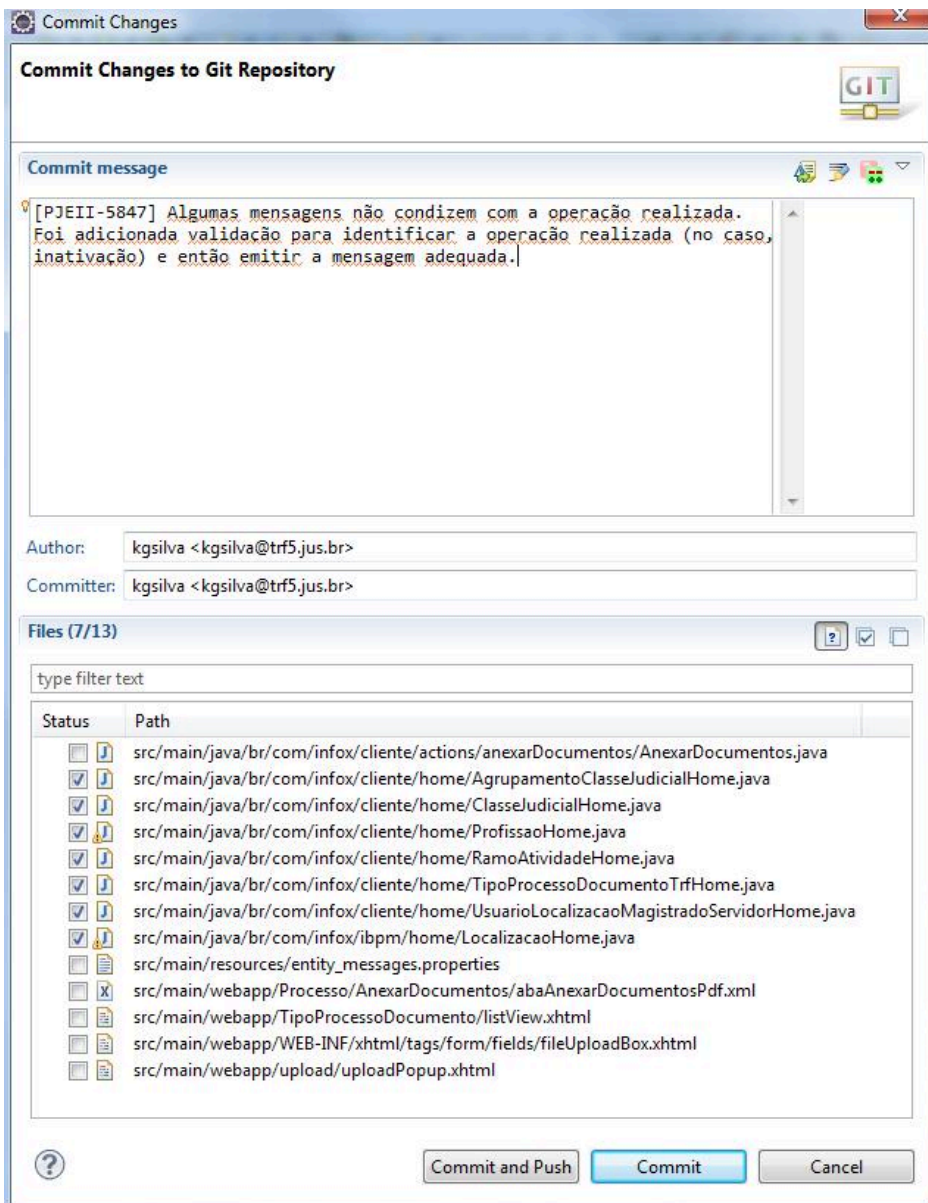 Commit Changes
X
Commit Changes to Git Repository
GIT
Commit message
[PJEII-5847] Algumas mensagens não condizem com a operação realizada.
Foi adicionada validação para identificar a operação realizada (no caso,
inativação) e então emitir a mensagem adequada.
Author: kgsilva <kgsilva@trf5.jus.br>
Committer: kgsilva <kgsilva@trf5.jus.br>
Files (7/13)
type filter text
Status Path
src/main/java/br/com/infox/cliente/actions/anexarDocumentos/AnexarDocumentos.java
src/main/java/br/com/infox/cliente/home/AgrupamentoClasseJudicialHome.java
src/main/java/br/com/infox/cliente/home/ClasseJudicialHome.java
src/main/java/br/com/infox/cliente/home/ProfissaoHome.java
src/main/java/br/com/infox/cliente/home/RamoAtividadeHome.java
src/main/java/br/com/infox/cliente/home/TipoProcessoDocumentoTrfHome.java
src/main/java/br/com/infox/cliente/home/UsuarioLocalizacaoMagistradoServidorHome.java
src/main/java/br/com/infox/ibpm/home/LocalizacaoHome.java
src/main/resources/entity_messages.properties
src/main/webapp/Processo/AnexarDocumentos/abaAnexarDocumentosPdf.xml
src/main/webapp/TipoProcessoDocumento/listView.xhtml
src/main/webapp/WEB-INF/xhtml/tags/form/fields/fileUploadBox.xhtml
src/main/webapp/upload/uploadPopup.xhtml
? Commit and Push Commit Cancel